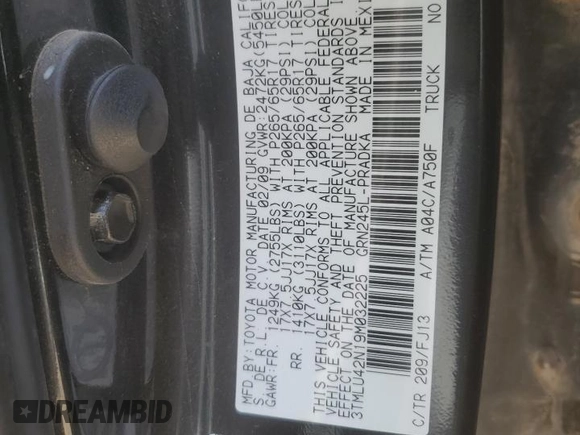 MFD.BY:TOYOTA MOTOR MANUFACTURING DE BAJA CALIF
S. DE R.L. DE C.V. DATE 02/09 GVWR:2472KG(5450L
GAWR:FR. 1249KG (2755LBS) WITH P265/65R17 TIRES
17X7.5JJ17X RIMS AT 200KPA (29PSI) COL
RR. 1410KG (3110LBS) WITH P265/65R17 TIRES
17X7.5JJ17X RIMS AT 200KPA (29PSI) COL
THIS VEHICLE CONFORMS TO ALL APPLICABLE FEDERAL
VEHICLE SAFETY AND THEFT PREVENTION STANDARDS I
EFFECT ON THE DATE OF MANUFACTURE SHOWN ABOVE
3TMLU42N19M032225 GRN245L-PRADKA MADE IN MEXI
C/TR 209/FJ13 A/TM A04C/A750F TRUCK NO
DREAMBID